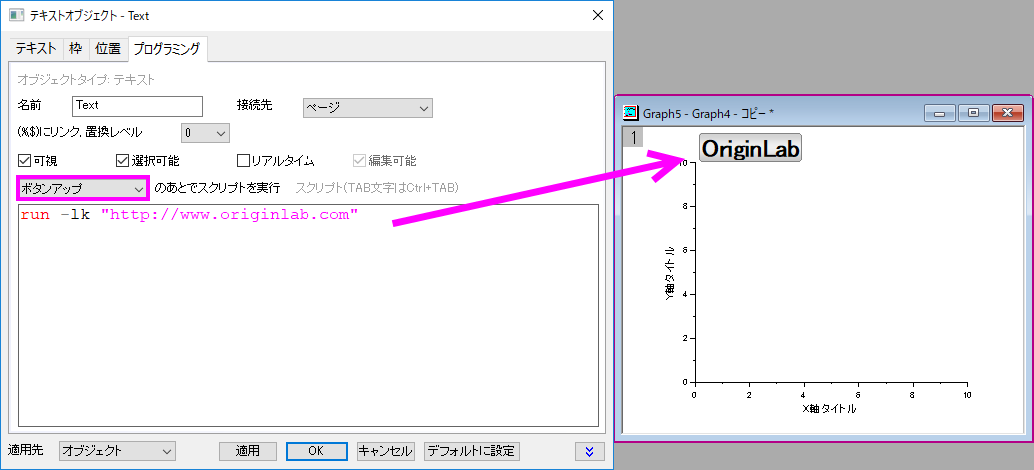 テキストオブジェクト - Text
テキスト 枠 位置 プログラミング
オブジェクトタイプ: テキスト
名前 Text 接続先 ページ
(%$)にリンク, 置換レベル 0
可視 選択可能 リアルタイム 編集可能
ボタンアップ のあとでスクリプトを実行 スクリプト(TAB文字はCtrl+TAB)
run -lk "http://www.originlab.com"
適用先 オブジェクト 適用 OK キャンセル デフォルトに設定
Graph5 - Graph4 - コピー *
1
OriginLab
10
8
6
Y軸タイトル
4
2
0
0 2 4 6 8 10
X軸タイトル